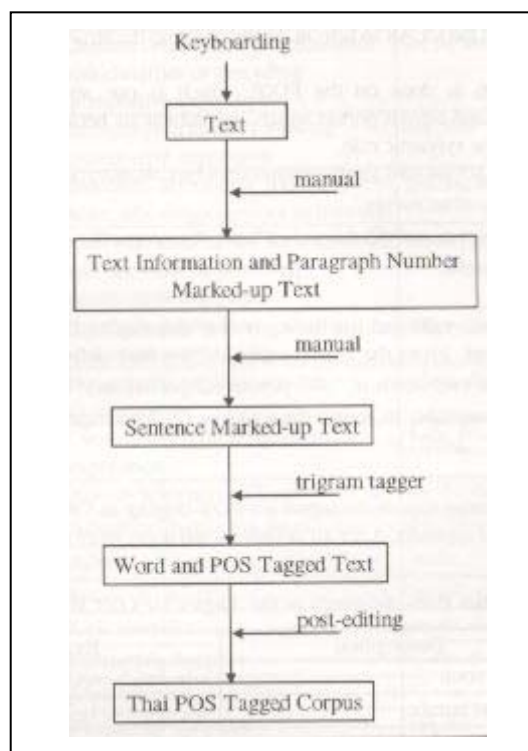 Keyboarding
Text
manual
Text Information and Paragraph Number
Marked-up Text
manual
Sentence Marked-up Text
trigram tagger
Word and POS Tagged Text
post-editing
Thai POS Tagged Corpus